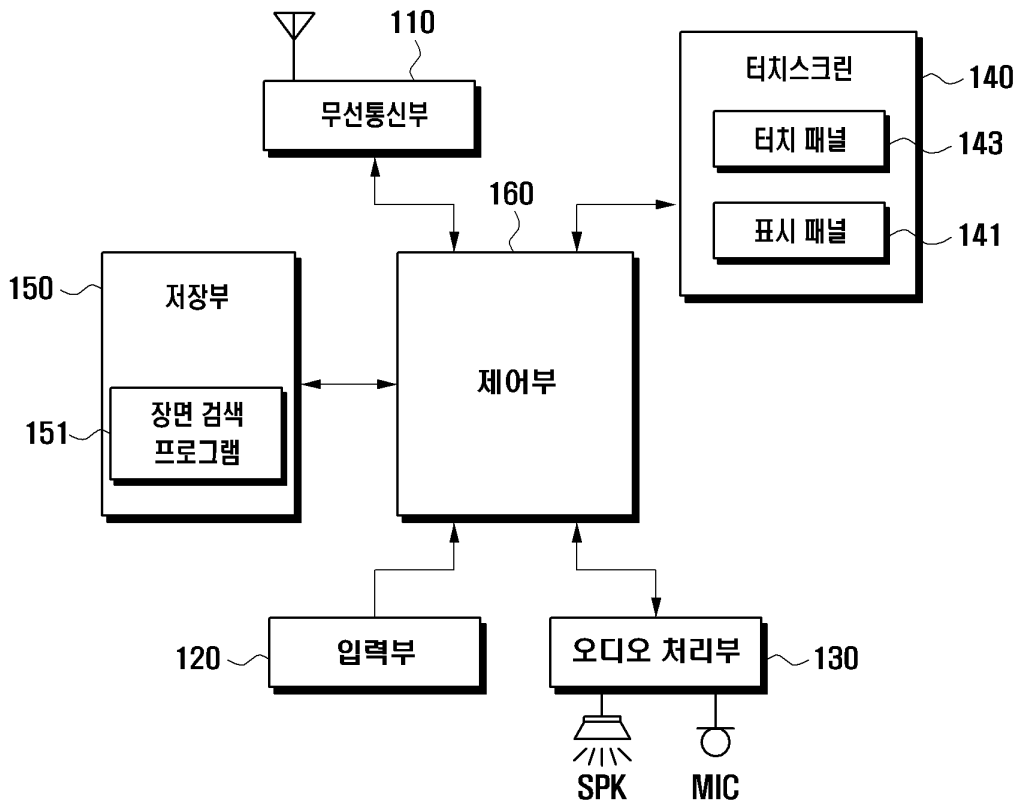 110
무선통신부
터치스크린
140
터치 패널
143
표시 패널
141
160
제어부
150
저장부
151
장면 검색
프로그램
120
입력부
오디오 처리부
130
SPK
MIC